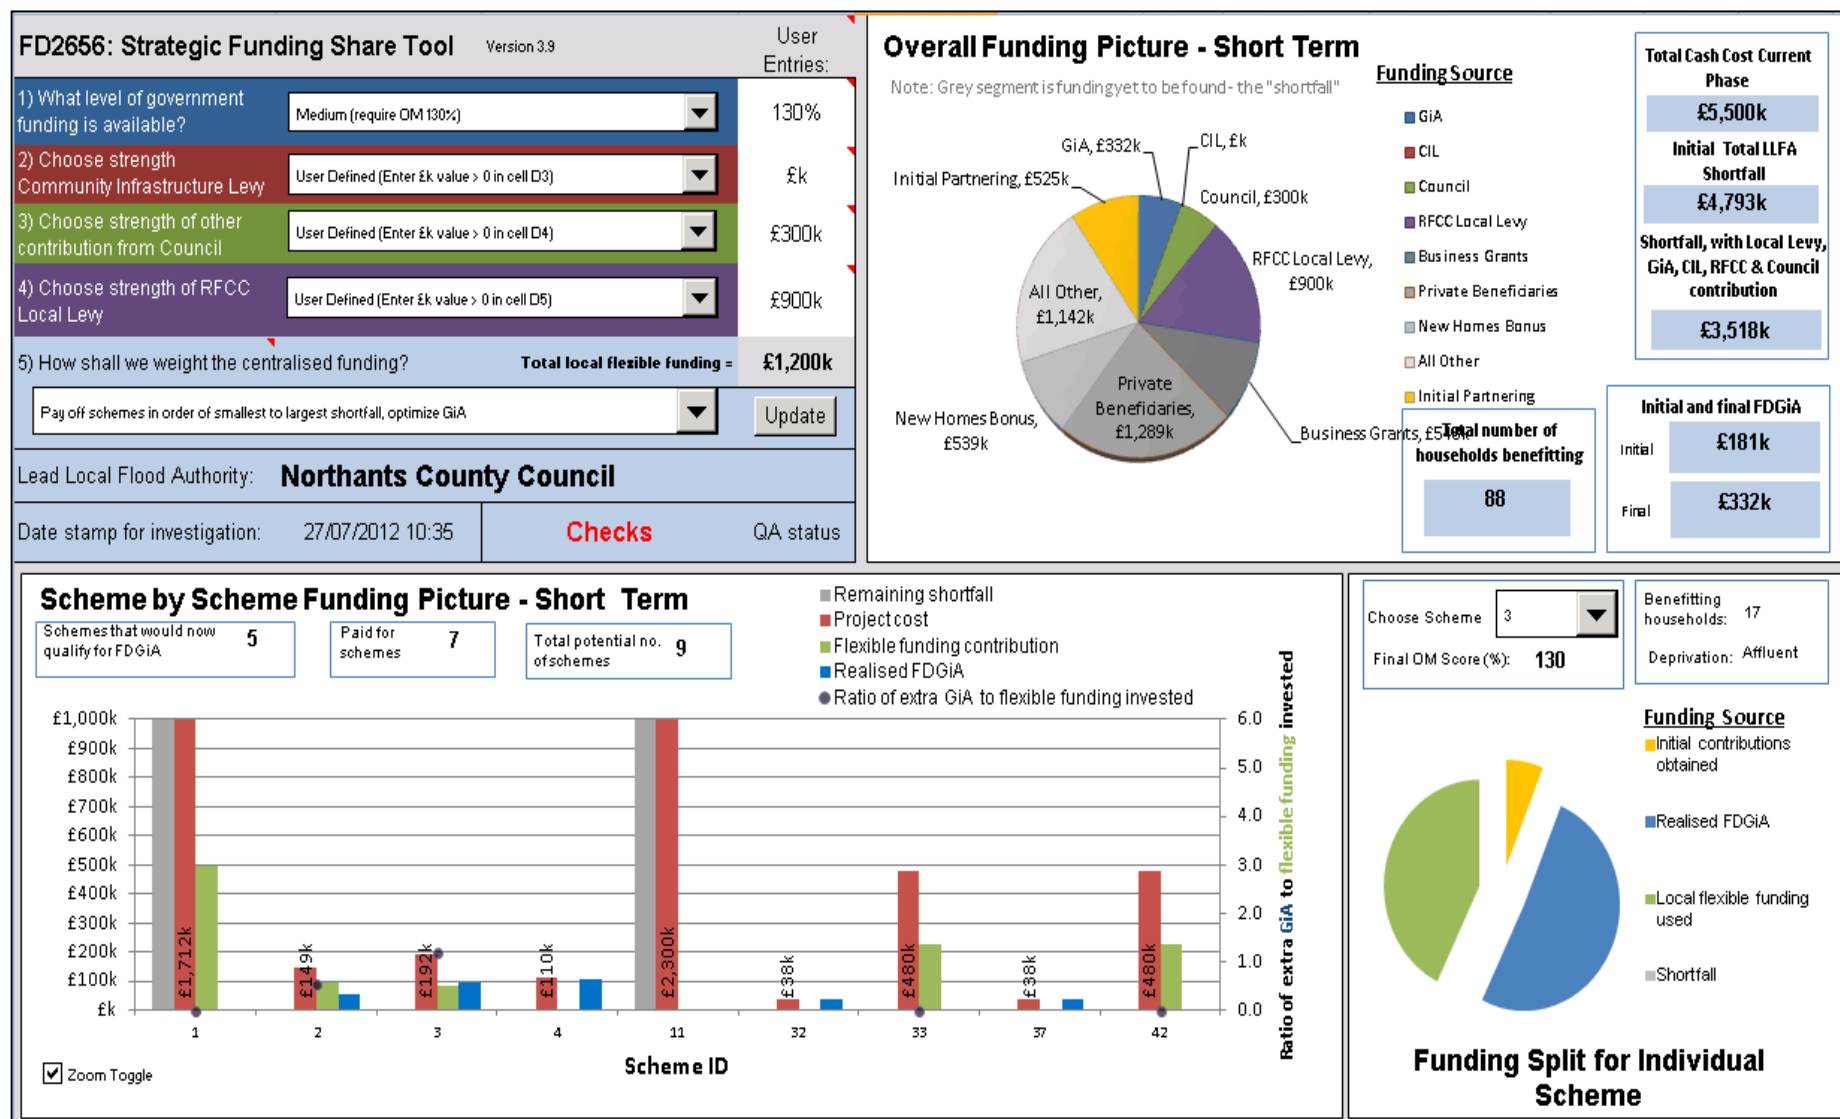 FD2656: Strategic Funding Share Tool Version 3.9
User
Entries:
1) What level of government
funding is available?
Medium (require OM 130%)
130%
2) Choose strength
Community Infrastructure Levy
User Defined (Enter £k value > 0 in cell D3)
£k
3) Choose strength of other
contribution from Council
User Defined (Enter £k value > 0 in cell D4)
£300k
4) Choose strength of RFCC
Local Levy
User Defined (Enter £k value > 0 in cell D5)
£900k
5) How shall we weight the centralised funding? Total local flexible funding = £1,200k
Pay off schemes in order of smallest to largest shortfall, optimize GiA
Update
Lead Local Flood Authority: Northants County Council
Date stamp for investigation: 27/07/2012 10:35 Checks QA status
Overall Funding Picture - Short Term
Note: Grey segment is funding yet to be found - the "shortfall"
GiA, £332k
CIL, £k
Initial Partnering, £525k
Council, £300k
RFCC Local Levy,
£900k
All Other,
£1,142k
Private
Beneficiaries,
£1,289k
New Homes Bonus,
£539k
Business Grants,
Funding Source
GiA
CIL
Council
RFCC Local Levy
Business Grants
Private Beneficiaries
New Homes Bonus
All Other
Initial Partnering
Total Cash Cost Current
Phase
£5,500k
Initial Total LLFA
Shortfall
£4,793k
Shortfall, with Local Levy,
GiA, CIL, RFCC & Council
contribution
£3,518k
Total number of
households benefitting
88
Initial and final FDGiA
Initial £181k
Final £332k
Scheme by Scheme Funding Picture - Short Term
Schemes that would now
qualify for FDGiA
5
Paid for
schemes
7
Total potential no.
of schemes
9
Remaining shortfall
Project cost
Flexible funding contribution
Realised FDGiA
Ratio of extra GiA to flexible funding invested
£1,000k
£900k
£800k
£700k
£600k
£500k
£400k
£300k
£200k
£100k
£k
£1,712k
£149k
£192k
£110k
£2,300k
£38k
£480k
£38k
£480k
6.0
5.0
4.0
3.0
2.0
1.0
0.0
Ratio of extra GiA to flexible funding invested
1 2 3 4 11 32 33 37 42
Scheme ID
Zoom Toggle
Choose Scheme 3
Final OM Score (%): 130
Benefitting
households: 17
Deprivation: Affluent
Funding Source
Initial contributions
obtained
Realised FDGiA
Local flexible funding
used
Shortfall
Funding Split for Individual
Scheme